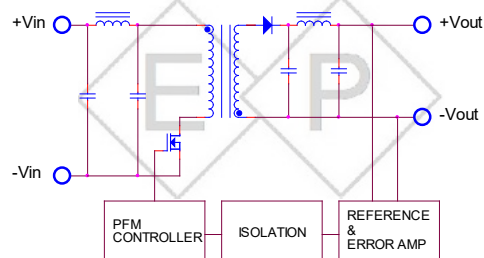 +Vin
+Vout
E P
-Vout
-Vin
PFM
CONTROLLER
ISOLATION
REFERENCE
&
ERROR AMP